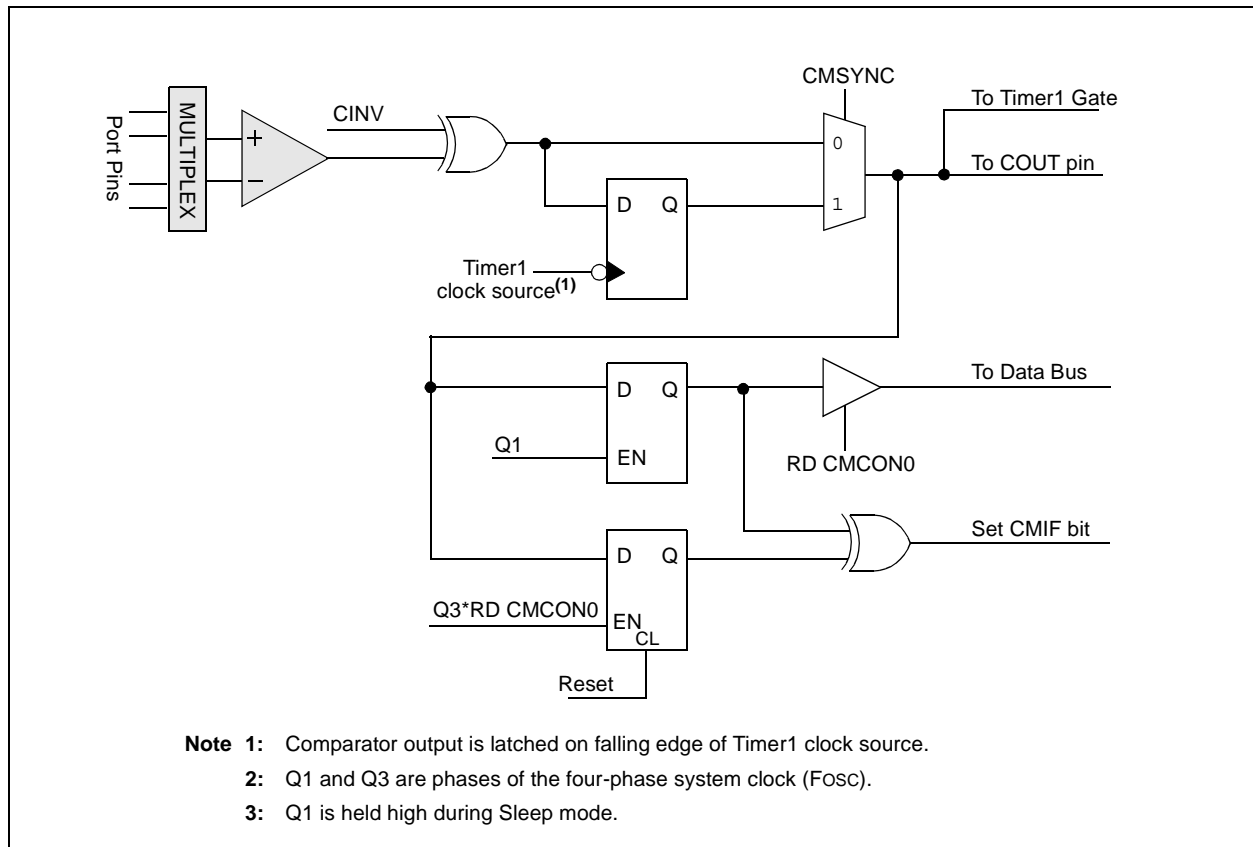 CMSYNC
To Timer1 Gate
CINV
MULTIPLEX
Port Pins
+
−
0
To COUT pin
D Q
1
Timer1
clock source(1)
D Q
To Data Bus
Q1
EN
RD CMCON0
Set CMIF bit
D Q
Q3*RD CMCON0
EN
CL
Reset
Note 1: Comparator output is latched on falling edge of Timer1 clock source.
2: Q1 and Q3 are phases of the four-phase system clock (FOSC).
3: Q1 is held high during Sleep mode.